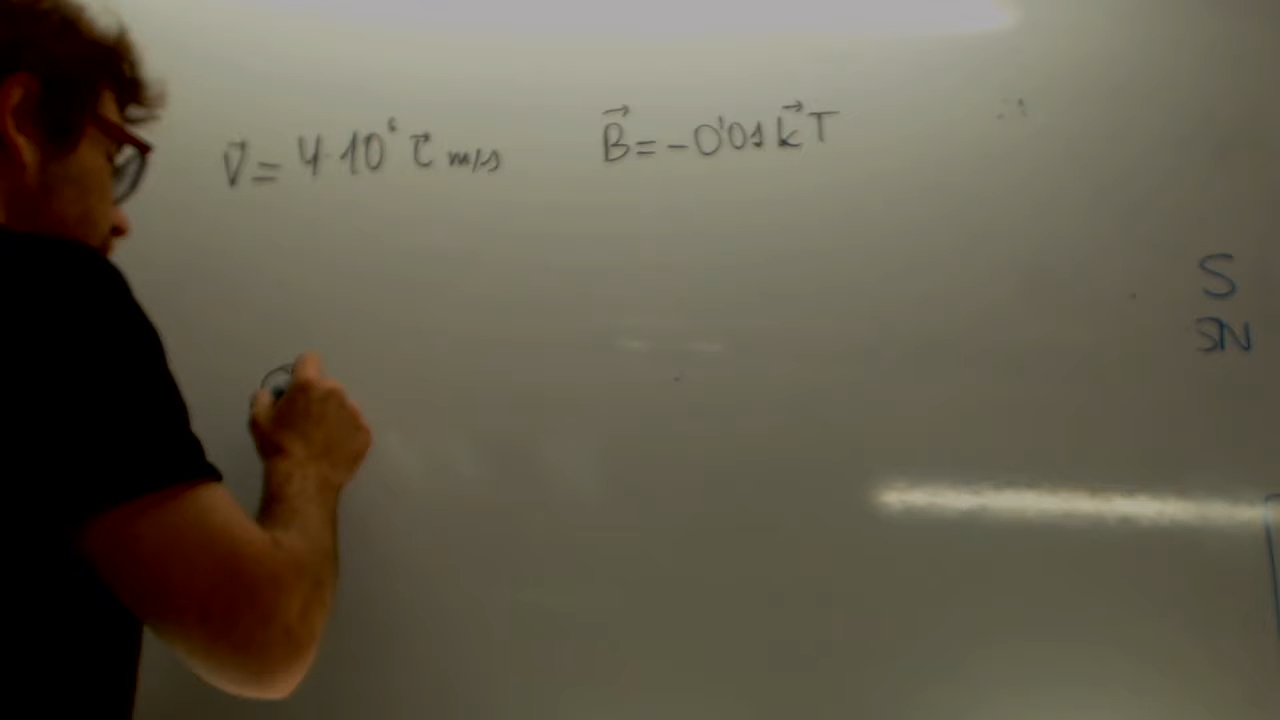 v⃗ = 4·10⁶ i⃗ m/s B⃗ = -0'01 k⃗ T
S
SN